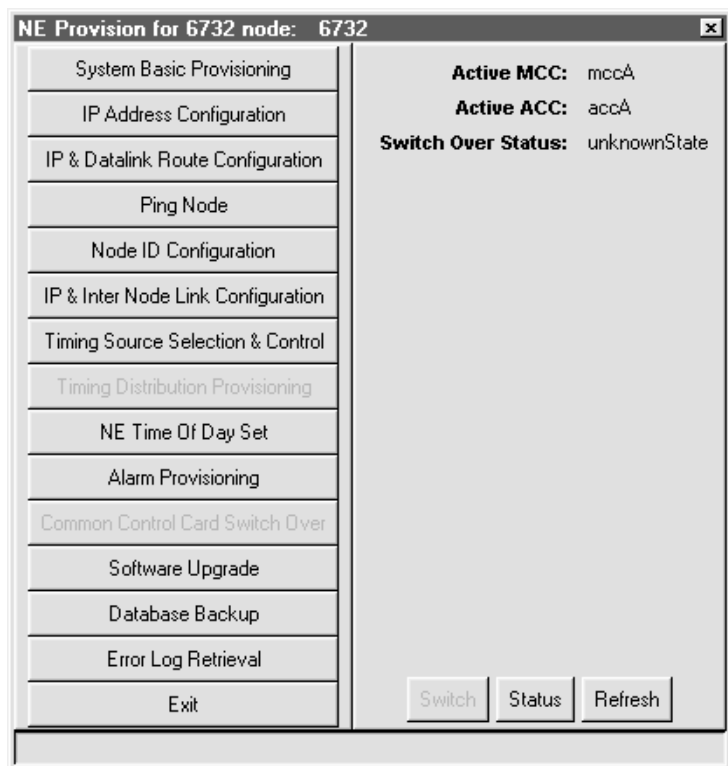 NE Provision for 6732 node: 6732
System Basic Provisioning
IP Address Configuration
IP & Datalink Route Configuration
Ping Node
Node ID Configuration
IP & Inter Node Link Configuration
Timing Source Selection & Control
Timing Distribution Provisioning
NE Time Of Day Set
Alarm Provisioning
Common Control Card Switch Over
Software Upgrade
Database Backup
Error Log Retrieval
Exit
Active MCC: mccA
Active ACC: accA
Switch Over Status: unknownState
Switch Status Refresh